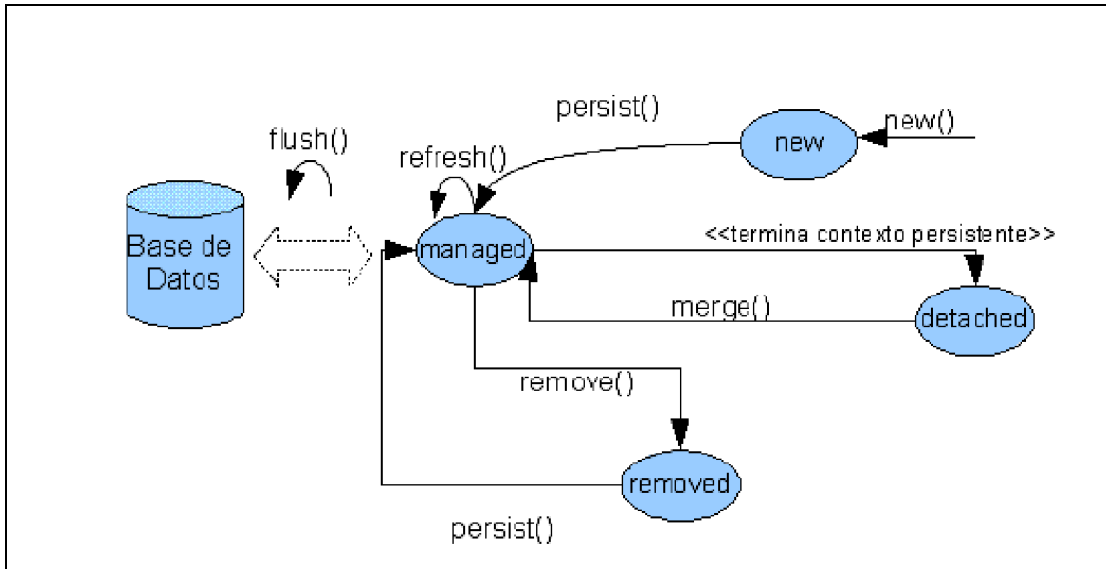 persist()
new()
new
flush()
refresh()
Base de
Datos
managed
<<termina contexto persistente>>
merge()
detached
remove()
removed
persist()